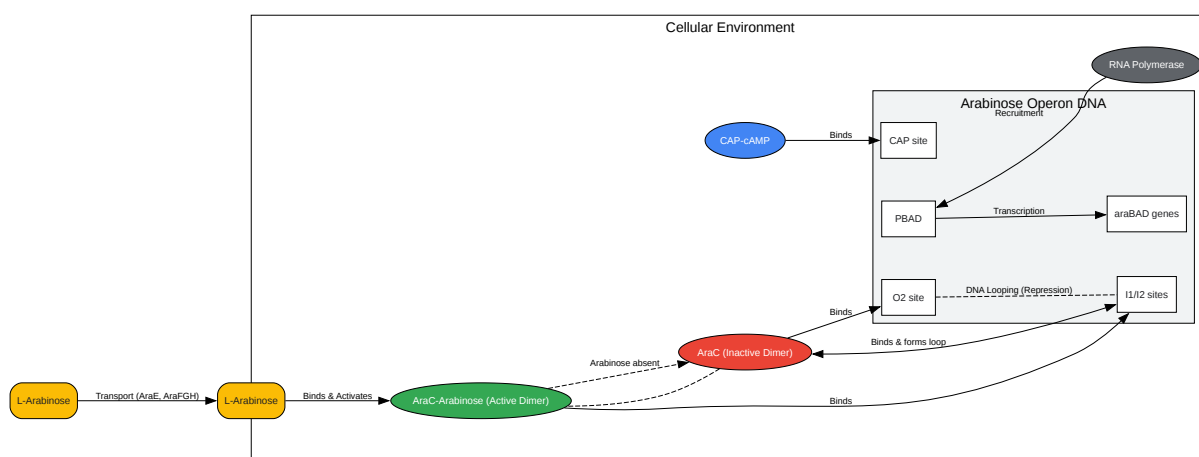 Cellular Environment
RNA Polymerase
Arabinose Operon DNA
Recruitment
CAP-cAMP
Binds
CAP site
PBAD
Transcription
araBAD genes
O2 site
DNA Looping (Repression)
I1/I2 sites
Binds
AraC (Inactive Dimer)
Binds & forms loop
Arabinose absent
L-Arabinose
Transport (AraE, AraFGH)
L-Arabinose
Binds & Activates
AraC-Arabinose (Active Dimer)
Binds